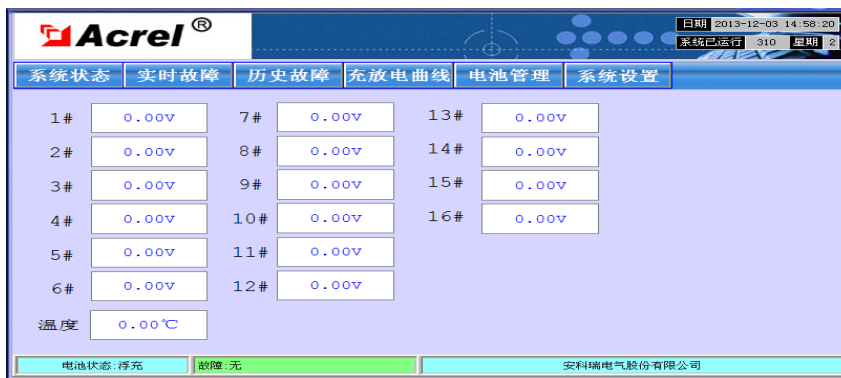 Acrel®
日期 2013-12-03 14:58:20
系统已运行 310 星期 2
系统状态 实时故障 历史故障 充放电曲线 电池管理 系统设置
1# 0.00V 7# 0.00V 13# 0.00V
2# 0.00V 8# 0.00V 14# 0.00V
3# 0.00V 9# 0.00V 15# 0.00V
4# 0.00V 10# 0.00V 16# 0.00V
5# 0.00V 11# 0.00V
6# 0.00V 12# 0.00V
温度 0.00℃
电池状态:浮充 故障:无 安科瑞电气股份有限公司